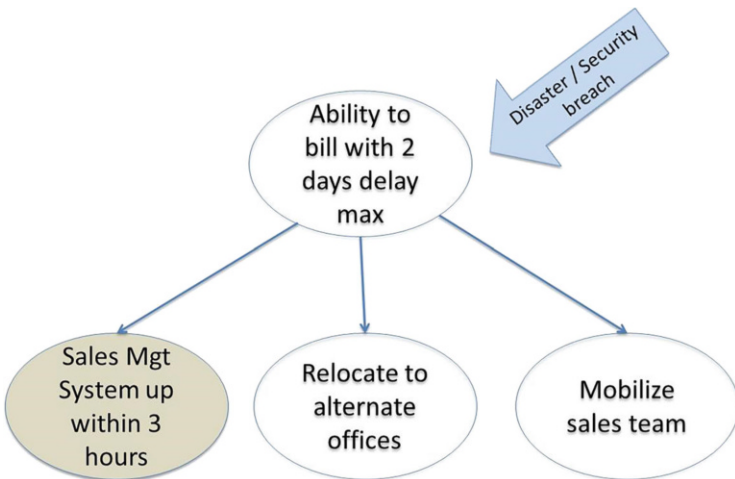 Disaster / Security
breach
Ability to
bill with 2
days delay
max
Sales Mgt
System up
within 3
hours
Relocate to
alternate
offices
Mobilize
sales team